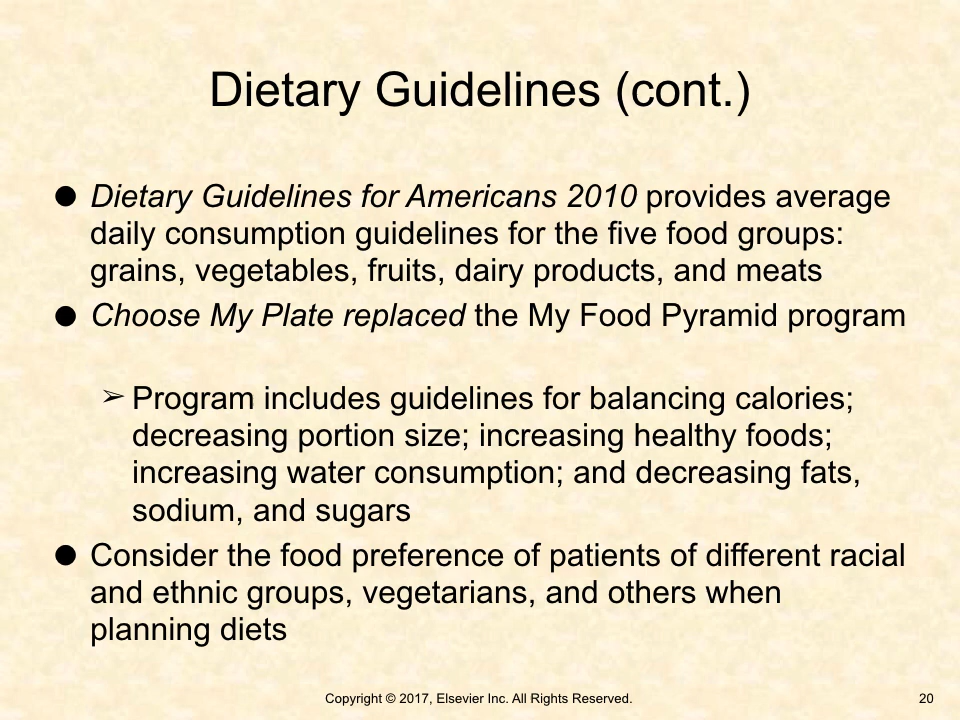 Dietary Guidelines (cont.)
● Dietary Guidelines for Americans 2010 provides average
daily consumption guidelines for the five food groups:
grains, vegetables, fruits, dairy products, and meats
● Choose My Plate replaced the My Food Pyramid program
➢ Program includes guidelines for balancing calories;
decreasing portion size; increasing healthy foods;
increasing water consumption; and decreasing fats,
sodium, and sugars
● Consider the food preference of patients of different racial
and ethnic groups, vegetarians, and others when
planning diets
Copyright © 2017, Elsevier Inc. All Rights Reserved. 20